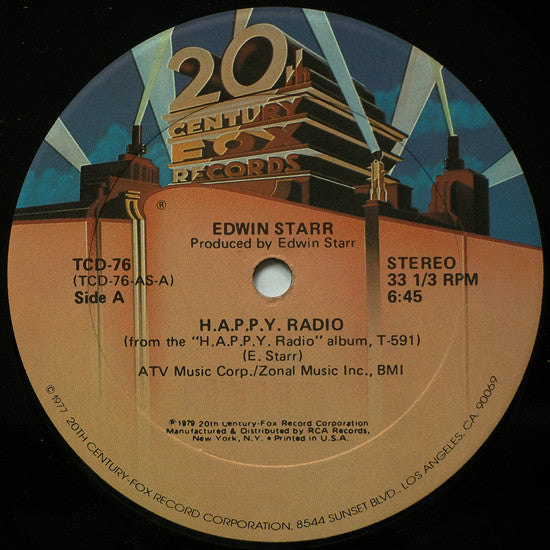 20th
CENTURY
FOX
RECORDS
®
EDWIN STARR
Produced by Edwin Starr
TCD-76
(TCD-76-AS-A)
Side A
STEREO
33 1/3 RPM
6:45
H.A.P.P.Y. RADIO
(from the "H.A.P.P.Y. Radio" album, T-591)
(E. Starr)
ATV Music Corp./Zonal Music Inc., BMI
℗1979 20th Century-Fox Record Corporation
Manufactured & Distributed by RCA Records,
New York, N.Y. • Printed in U.S.A.
©1977 20TH CENTURY-FOX RECORD CORPORATION, 8544 SUNSET BLVD., LOS ANGELES, CA. 90069